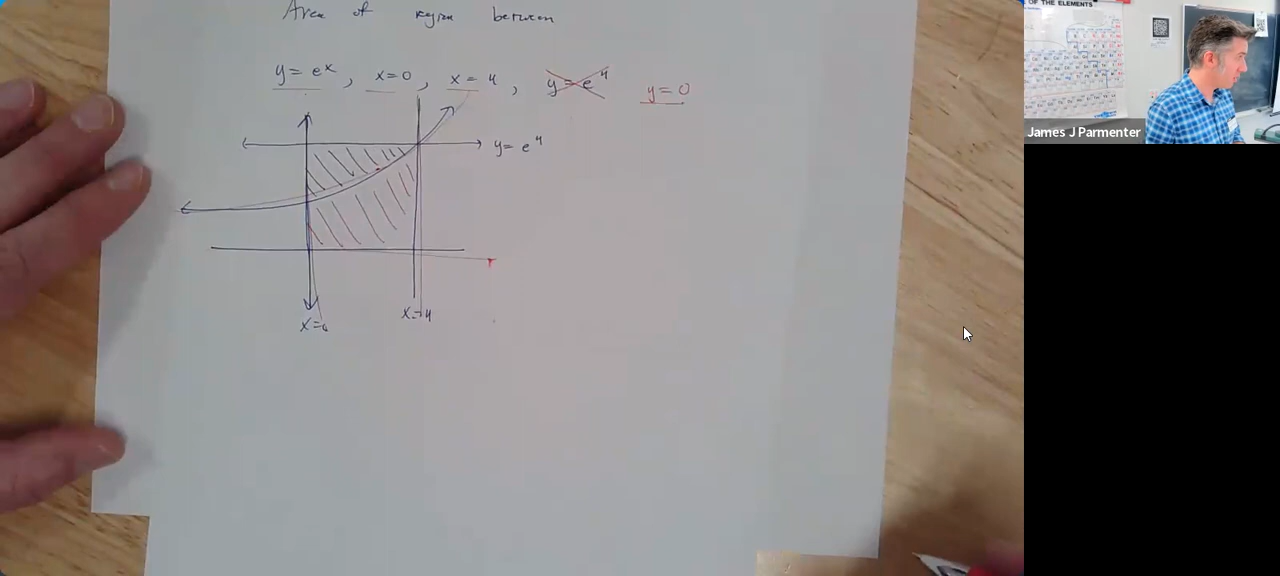 Area of region between
y = e^x , x=0 , x = 4 , y = e^4 y = 0
y = e^4
x=0
x=4
OF THE ELEMENTS
James J Parmenter